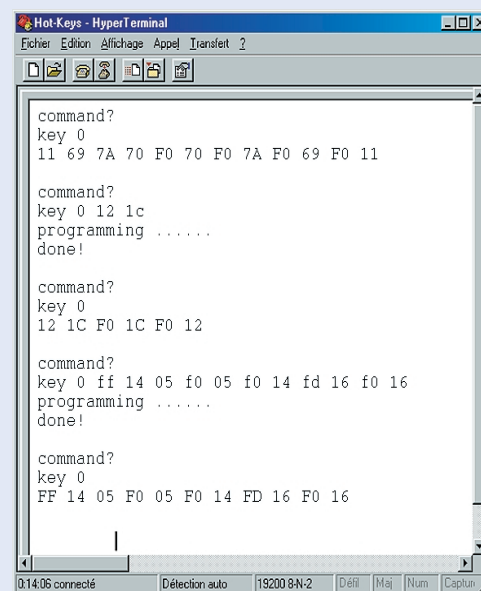 Hot-Keys - HyperTerminal
Fichier Edition Affichage Appel Transfert ?
command?
key 0
11 69 7A 70 F0 70 F0 7A F0 69 F0 11
command?
key 0 12 1c
programming ......
done!
command?
key 0
12 1C F0 1C F0 12
command?
key 0 ff 14 05 f0 05 f0 14 fd 16 f0 16
programming ......
done!
command?
key 0
FF 14 05 F0 05 F0 14 FD 16 F0 16
0:14:06 connecté Détection auto 19200 8-N-2 Défil Maj Num Capture